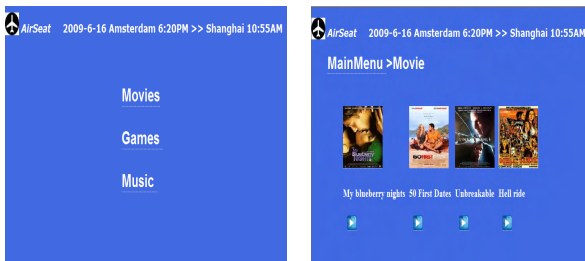 AirSeat 2009-6-16 Amsterdam 6:20PM >> Shanghai 10:55AM
Movies
Games
Music
AirSeat 2009-6-16 Amsterdam 6:20PM >> Shanghai 10:55AM
MainMenu >Movie
My blueberry nights 50 First Dates Unbreakable Hell ride